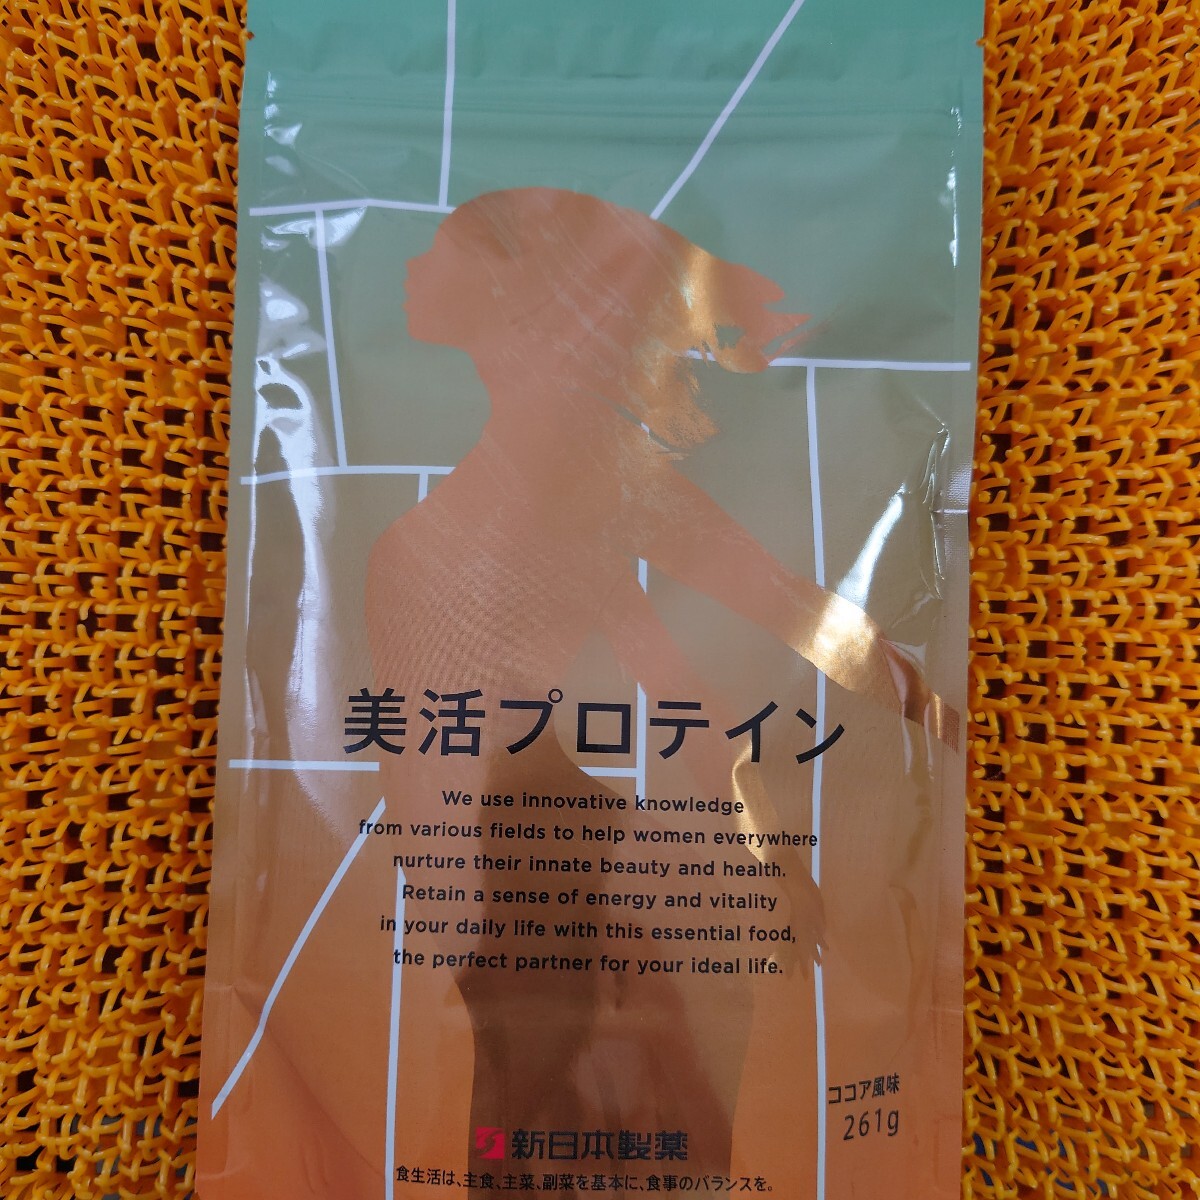 美活プロテイン
We use innovative knowledge
from various fields to help women everywhere
nurture their innate beauty and health.
Retain a sense of energy and vitality
in your daily life with this essential food,
the perfect partner for your ideal life.
ココア風味
261g
新日本製薬
食生活は、主食、主菜、副菜を基本に、食事のバランスを。